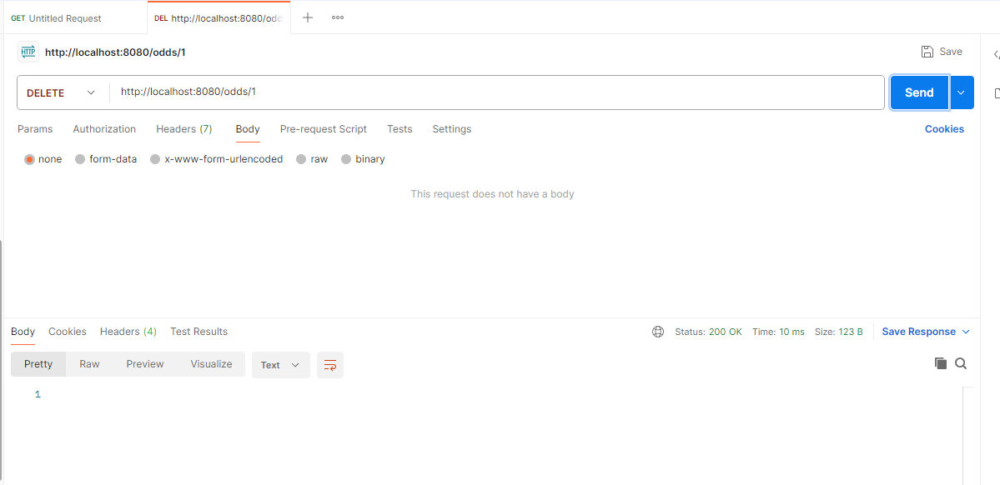 GET Untitled Request DEL http://localhost:8080/odd
HTTP http://localhost:8080/odds/1 Save
DELETE http://localhost:8080/odds/1 Send
Params Authorization Headers (7) Body Pre-request Script Tests Settings Cookies
none form-data x-www-form-urlencoded raw binary
This request does not have a body
Body Cookies Headers (4) Test Results Status: 200 OK Time: 10 ms Size: 123 B Save Response
Pretty Raw Preview Visualize Text
1